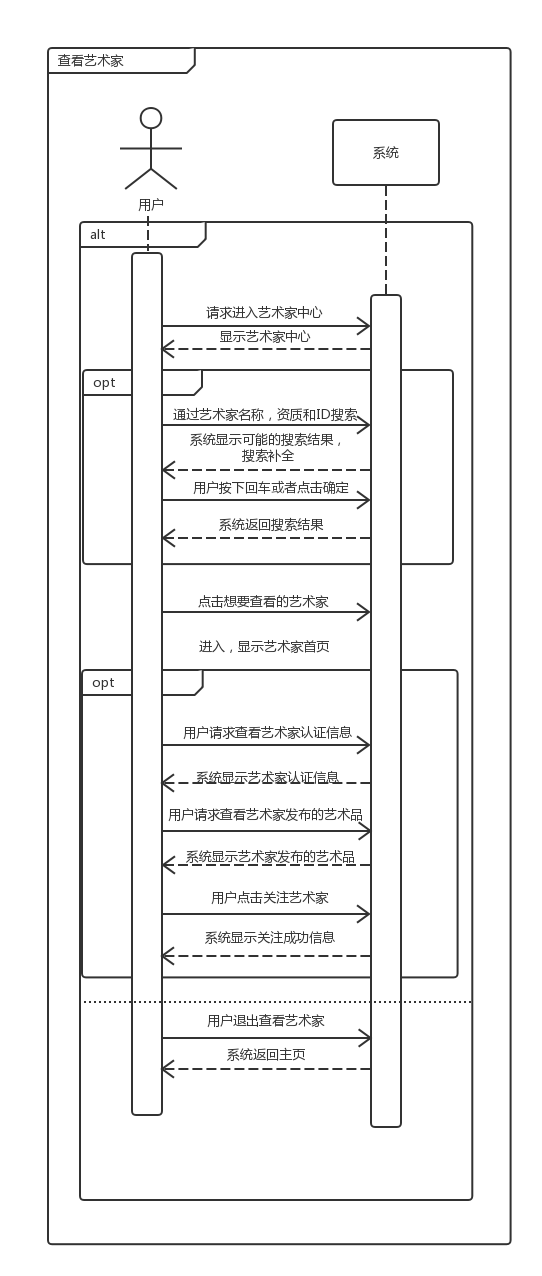 查看艺术家
系统
用户
alt
请求进入艺术家中心
显示艺术家中心
opt
通过艺术家名称，资质和ID搜索
系统显示可能的搜索结果，
搜索补全
用户按下回车或者点击确定
系统返回搜索结果
点击想要查看的艺术家
进入，显示艺术家首页
opt
用户请求查看艺术家认证信息
系统显示艺术家认证信息
用户请求查看艺术家发布的艺术品
系统显示艺术家发布的艺术品
用户点击关注艺术家
系统显示关注成功信息
用户退出查看艺术家
系统返回主页